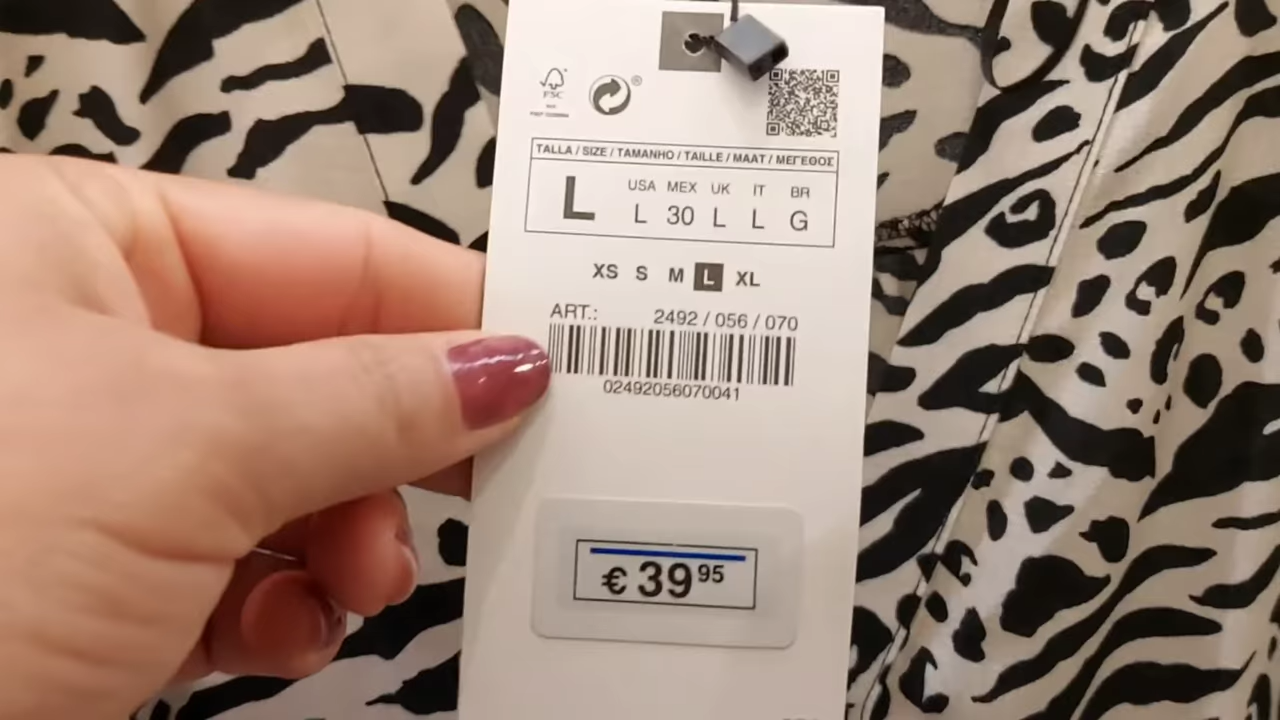 FSC
®
TALLA / SIZE / TAMANHO / TAILLE / MAAT / ΜΕΓΕΘΟΣ
L
USA MEX UK IT BR
L 30 L L G
XS S M L XL
ART.: 2492 / 056 / 070
02492056070041
€ 39 95